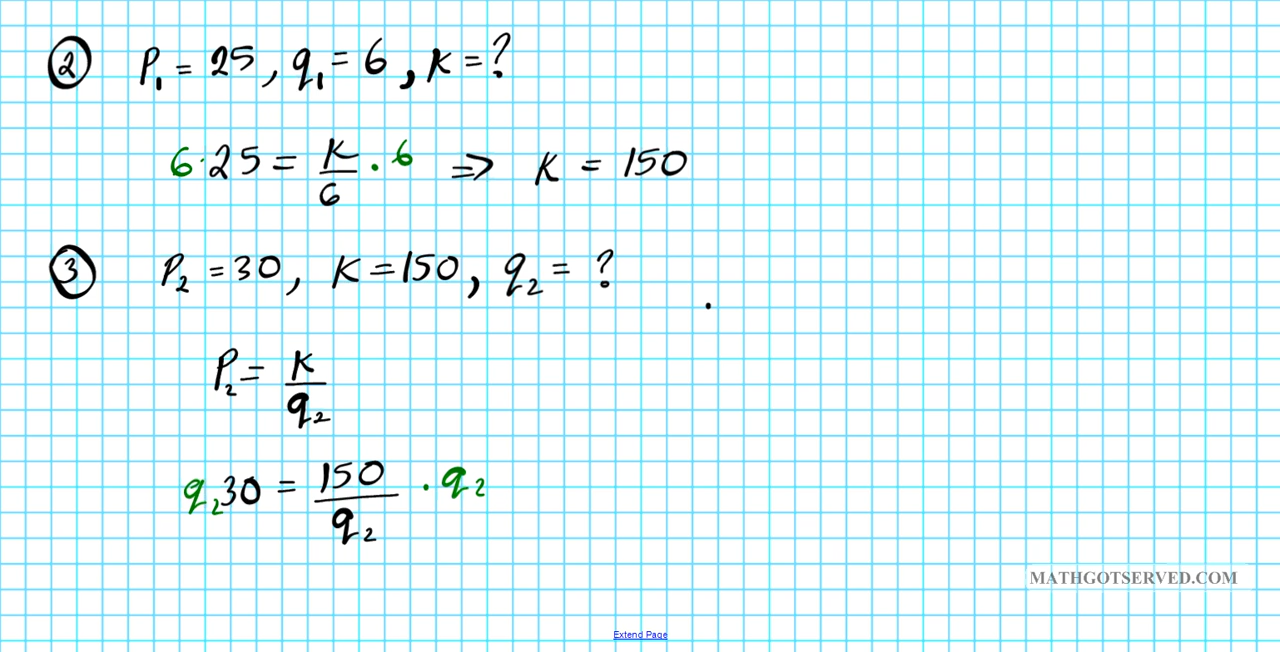 ② P₁ = 25, q₁ = 6, K = ?
6·25 = K/6 · 6 ⇒ K = 150
③ P₂ = 30, K = 150, q₂ = ?
P₂ = K/q₂
q₂30 = 150/q₂ · q₂
MATHGOTSERVED.COM
Extend Page